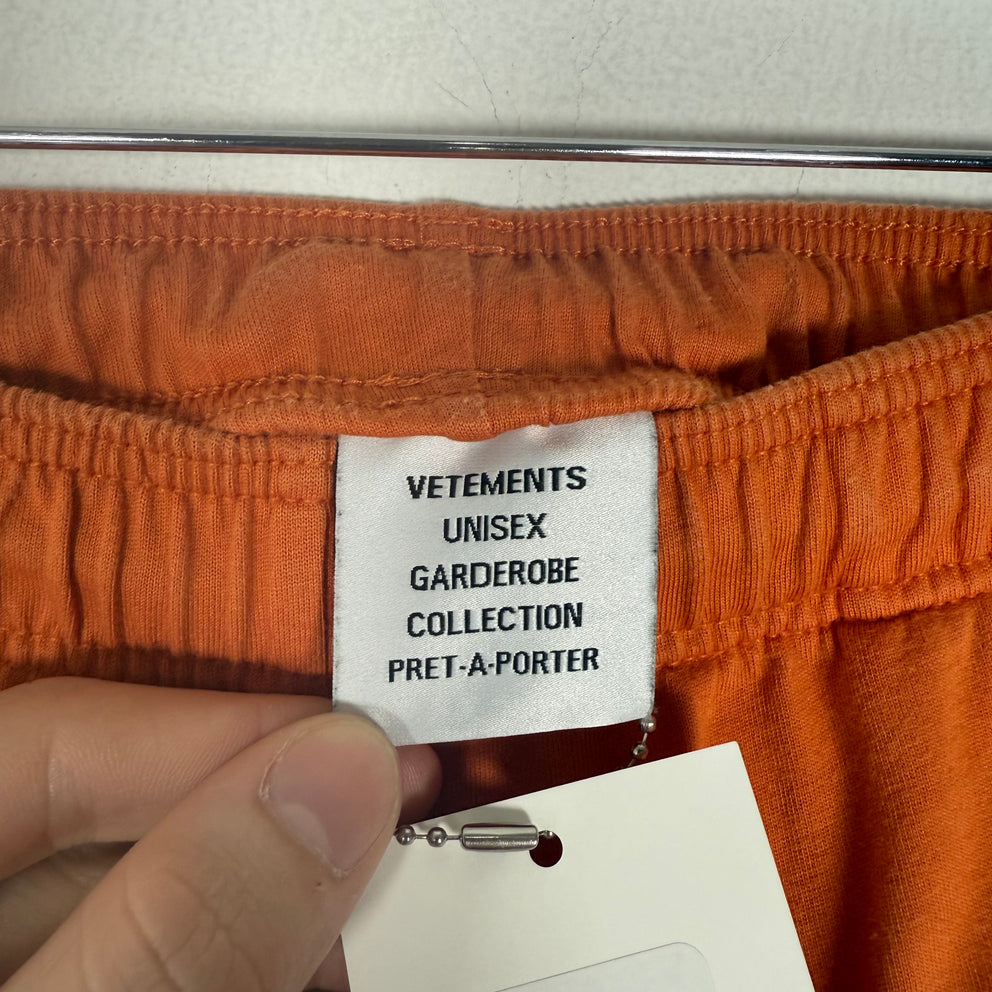 VETEMENTS
UNISEX
GARDEROBE
COLLECTION
PRET-A-PORTER